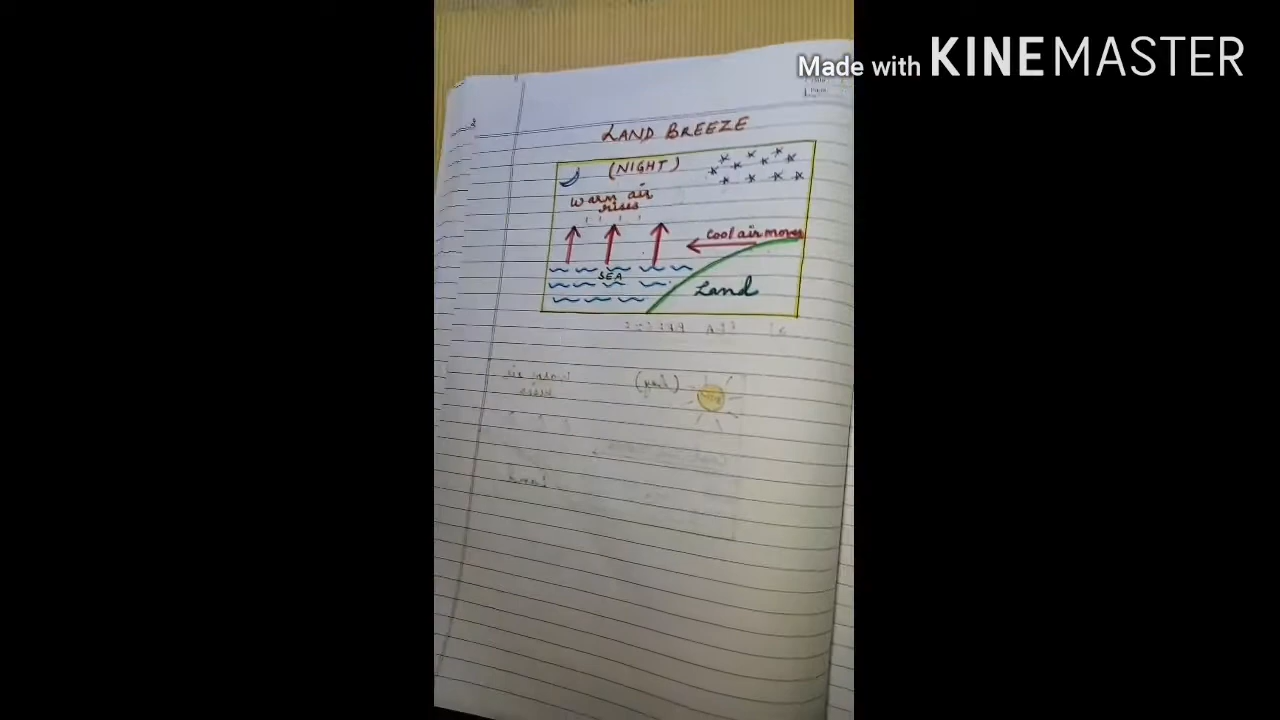 Made with KINEMASTER
LAND BREEZE
(NIGHT)
warm air
rises
cool air moves
SEA
Land